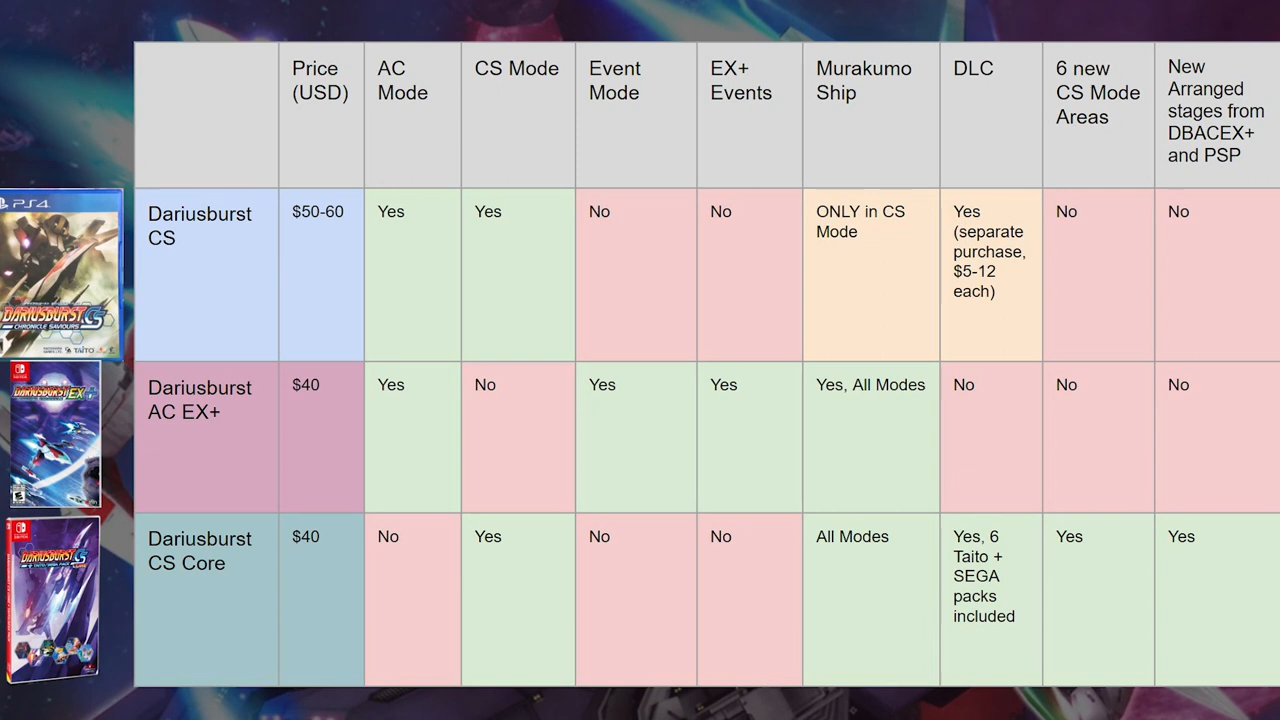 Price
(USD)
AC
Mode
CS Mode
Event
Mode
EX+
Events
Murakumo
Ship
DLC
6 new
CS Mode
Areas
New
Arranged
stages from
DBACEX+
and PSP
PS4
DARIUSBURST CS
CHRONICLE SAVIOURS
TAITO
Dariusburst
CS
$50-60
Yes
Yes
No
No
ONLY in CS
Mode
Yes
(separate
purchase,
$5-12
each)
No
No
DARIUSBURST EX+
Dariusburst
AC EX+
$40
Yes
No
Yes
Yes
Yes, All Modes
No
No
No
DARIUSBURST CS
Dariusburst
CS Core
$40
No
Yes
No
No
All Modes
Yes, 6
Taito +
SEGA
packs
included
Yes
Yes